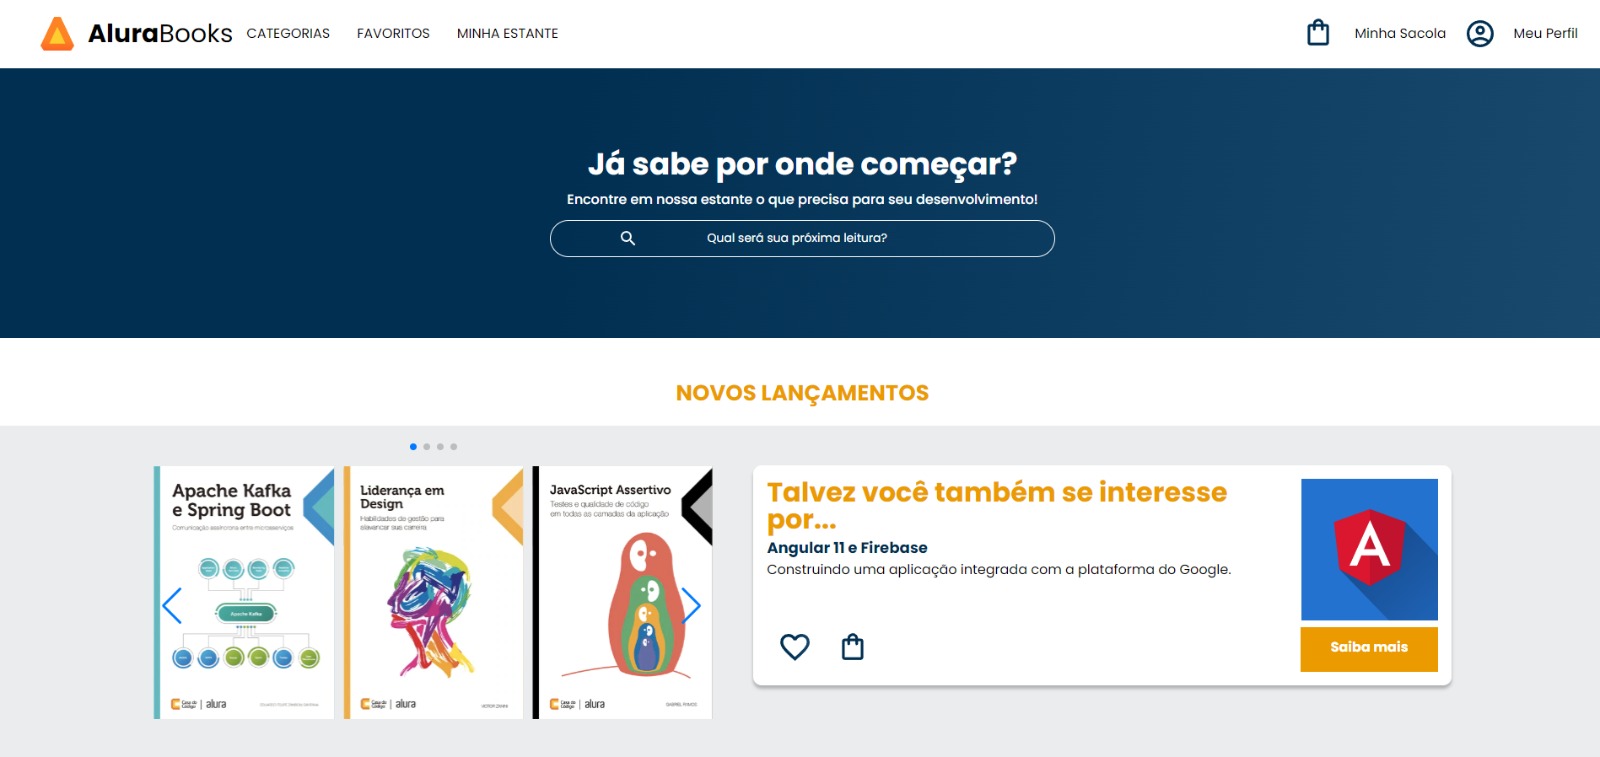 AluraBooks CATEGORIAS FAVORITOS MINHA ESTANTE Minha Sacola Meu Perfil
Já sabe por onde começar?
Encontre em nossa estante o que precisa para seu desenvolvimento!
Qual será sua próxima leitura?
NOVOS LANÇAMENTOS
Apache Kafka
e Spring Boot
Comunicação assíncrona entre microsserviços
Apache Kafka
Casa do
Código
alura
Liderança em
Design
Habilidades de gestão para
alavancar sua carreira
Casa do
Código
alura
VITOR ZANINI
JavaScript Assertivo
Testes e qualidade de código
em todas as camadas da aplicação
Casa do
Código
alura
GABRIEL RAMOS
Talvez você também se interesse
por...
Angular 11 e Firebase
Construindo uma aplicação integrada com a plataforma do Google.
A
Saiba mais